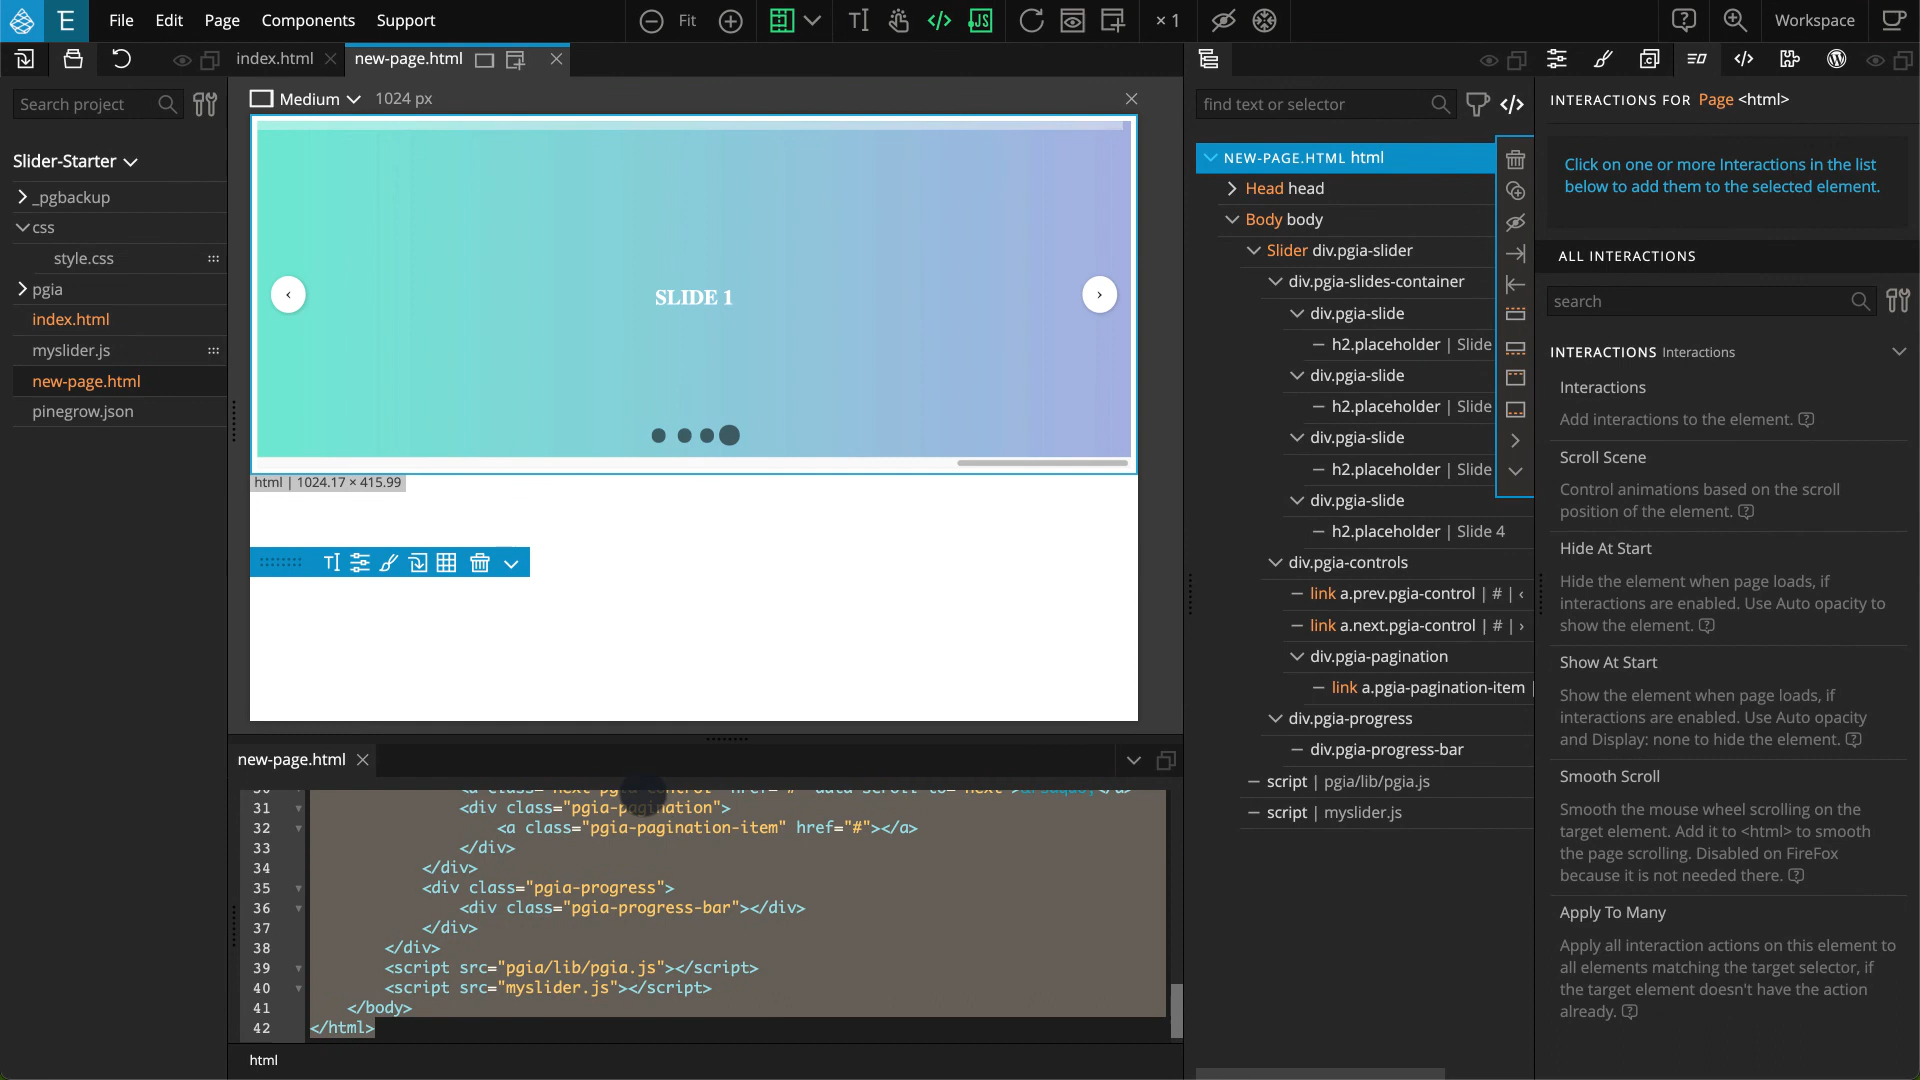 E File Edit Page Components Support Fit JS × 1 Workspace
index.html new-page.html
Search project
Medium 1024 px
find text or selector
INTERACTIONS FOR Page <html>
Slider-Starter
_pgbackup
css
style.css
pgia
index.html
myslider.js
new-page.html
pinegrow.json
‹
SLIDE 1
›
html | 1024.17 × 415.99
new-page.html
31 <div class="pgia-pagination">
32 <a class="pgia-pagination-item" href="#"></a>
33 </div>
34 </div>
35 <div class="pgia-progress">
36 <div class="pgia-progress-bar"></div>
37 </div>
38 </div>
39 <script src="pgia/lib/pgia.js"></script>
40 <script src="myslider.js"></script>
41 </body>
42 </html>
html
NEW-PAGE.HTML html
Head head
Body body
Slider div.pgia-slider
div.pgia-slides-container
div.pgia-slide
h2.placeholder | Slide
div.pgia-slide
h2.placeholder | Slide
div.pgia-slide
h2.placeholder | Slide
div.pgia-slide
h2.placeholder | Slide 4
div.pgia-controls
link a.prev.pgia-control | # | ‹
link a.next.pgia-control | # | ›
div.pgia-pagination
link a.pgia-pagination-item |
div.pgia-progress
div.pgia-progress-bar
script | pgia/lib/pgia.js
script | myslider.js
Click on one or more Interactions in the list
below to add them to the selected element.
ALL INTERACTIONS
search
INTERACTIONS Interactions
Interactions
Add interactions to the element.
Scroll Scene
Control animations based on the scroll
position of the element.
Hide At Start
Hide the element when page loads, if
interactions are enabled. Use Auto opacity to
show the element.
Show At Start
Show the element when page loads, if
interactions are enabled. Use Auto opacity
and Display: none to hide the element.
Smooth Scroll
Smooth the mouse wheel scrolling on the
target element. Add it to <html> to smooth
the page scrolling. Disabled on FireFox
because it is not needed there.
Apply To Many
Apply all interaction actions on this element to
all elements matching the target selector, if
the target element doesn't have the action
already.